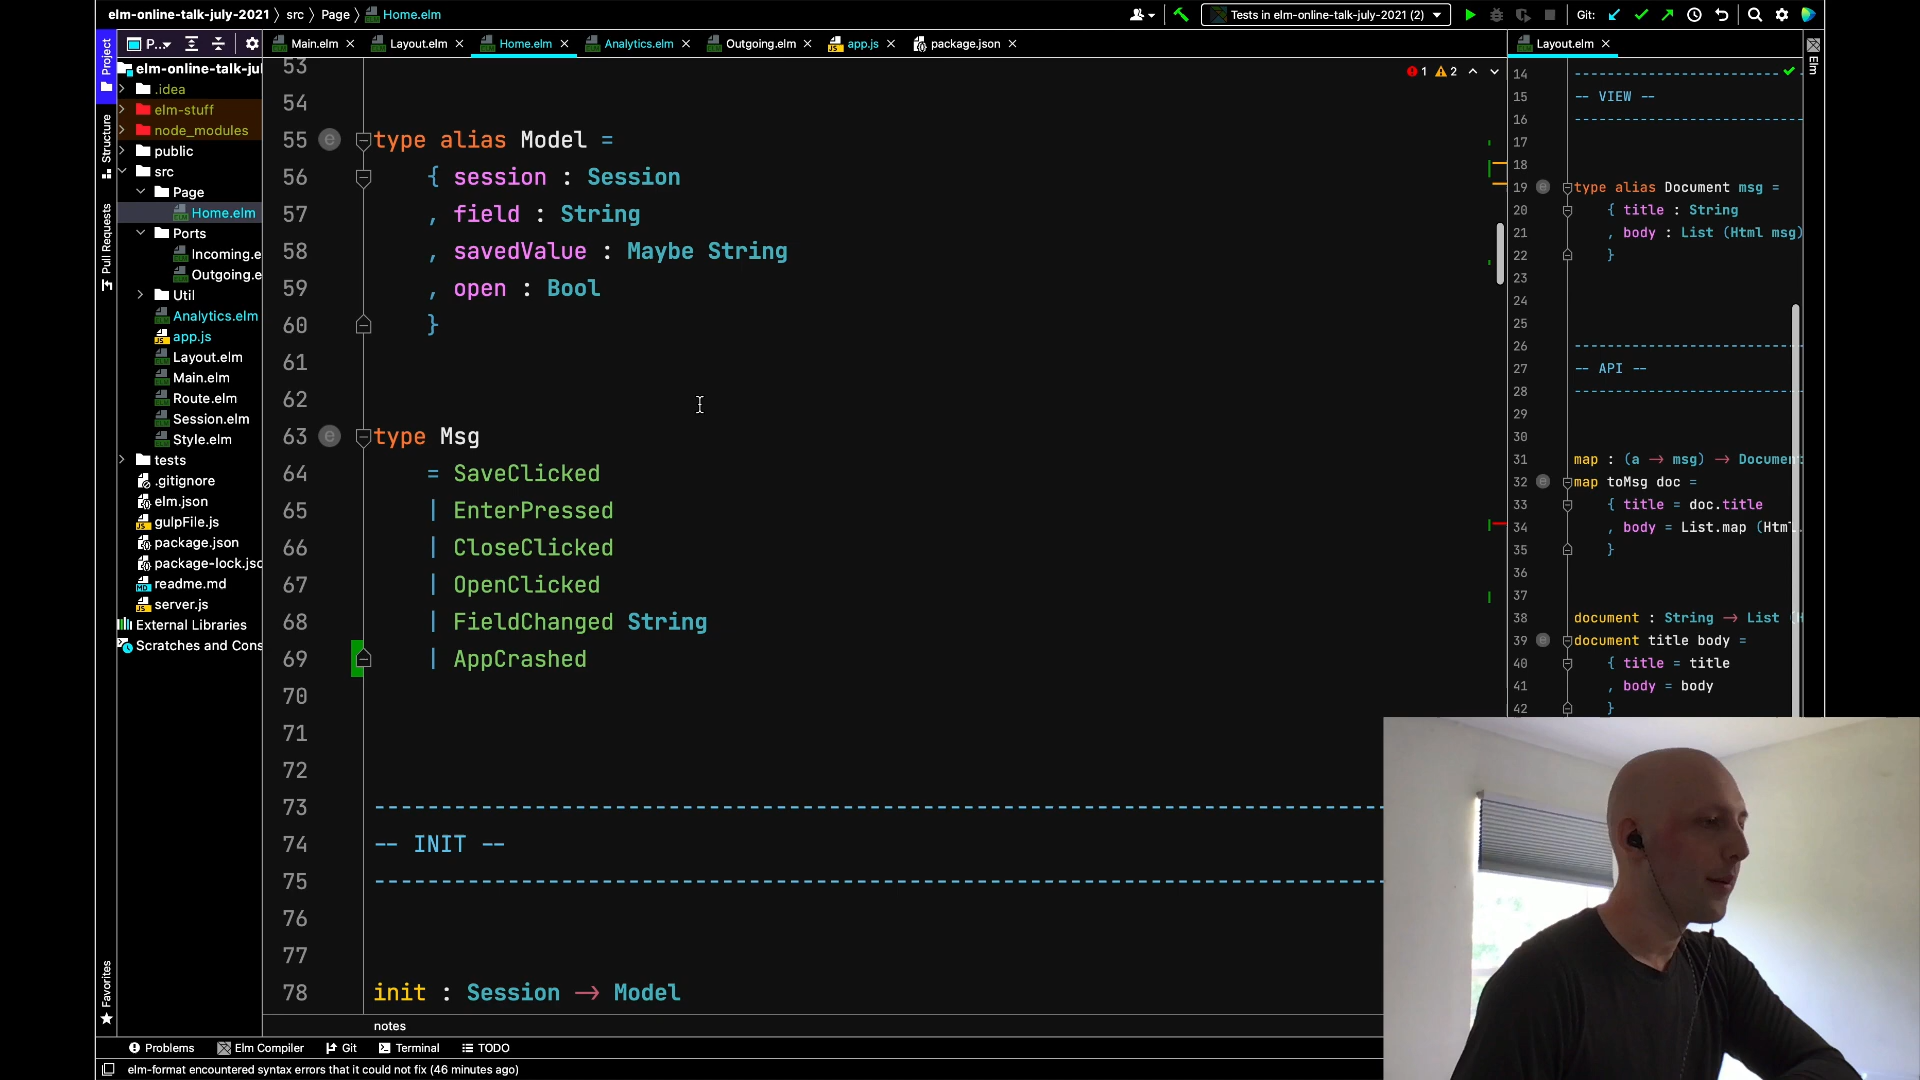 elm-online-talk-july-2021 〉 src 〉 Page 〉 Home.elm
Tests in elm-online-talk-july-2021 (2)
Git:
Project
Structure
Pull Requests
Favorites
P...
elm-online-talk-jul
.idea
elm-stuff
node_modules
public
src
Page
Home.elm
Ports
Incoming.e
Outgoing.e
Util
Analytics.elm
app.js
Layout.elm
Main.elm
Route.elm
Session.elm
Style.elm
tests
.gitignore
elm.json
gulpFile.js
package.json
package-lock.jsc
readme.md
server.js
External Libraries
Scratches and Cons
Main.elm
Layout.elm
Home.elm
Analytics.elm
Outgoing.elm
app.js
package.json
1 2
53
54
55 type alias Model =
56 { session : Session
57 , field : String
58 , savedValue : Maybe String
59 , open : Bool
60 }
61
62
63 type Msg
64 = SaveClicked
65 | EnterPressed
66 | CloseClicked
67 | OpenClicked
68 | FieldChanged String
69 | AppCrashed
70
71
72
73 --------------------------------------------------------------------------------
74 -- INIT --
75 --------------------------------------------------------------------------------
76
77
78 init : Session → Model
notes
Layout.elm
Elm
14 --------------------------------
15 -- VIEW --
16 --------------------------------
17
18
19 type alias Document msg =
20 { title : String
21 , body : List (Html msg)
22 }
23
24
25
26 --------------------------------
27 -- API --
28 --------------------------------
29
30
31 map : (a → msg) → Documen
32 map toMsg doc =
33 { title = doc.title
34 , body = List.map (Html.
35 }
36
37
38 document : String → List (H
39 document title body =
40 { title = title
41 , body = body
42 }
Problems
Elm Compiler
Git
Terminal
TODO
elm-format encountered syntax errors that it could not fix (46 minutes ago)